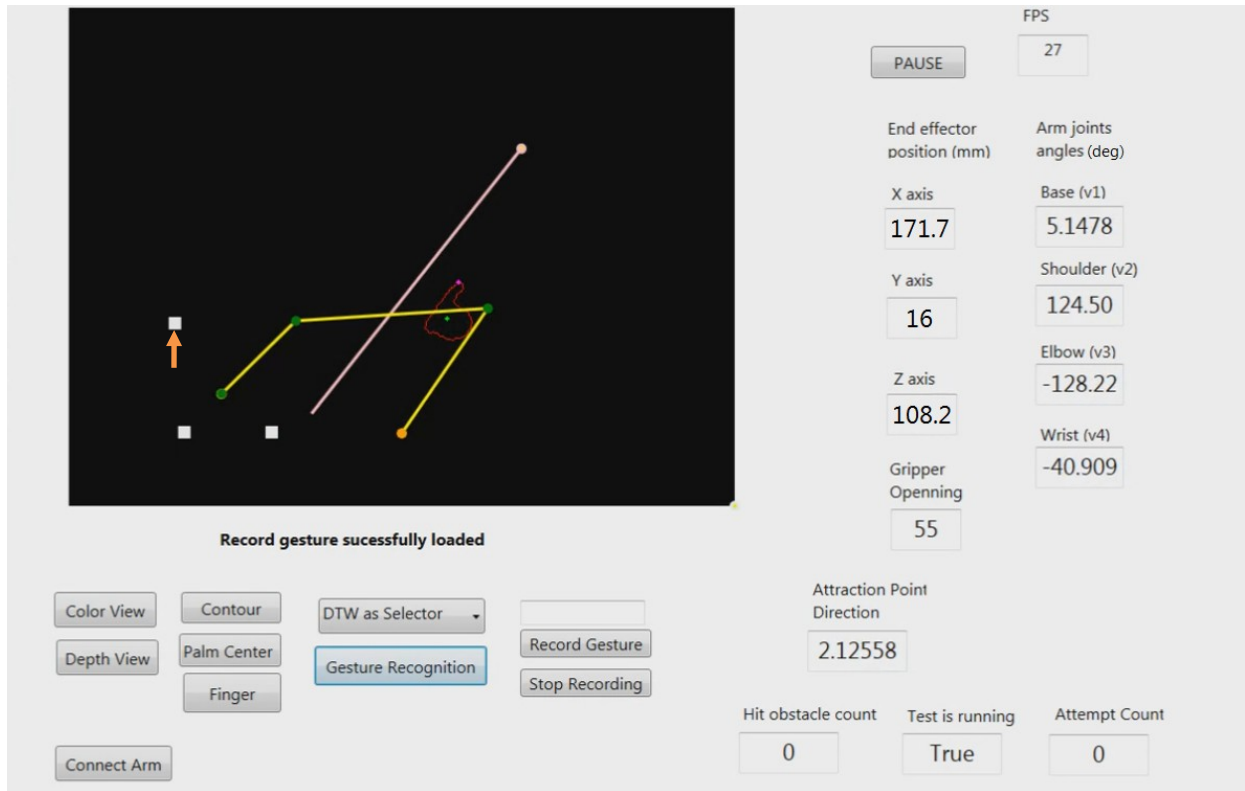 FPS
PAUSE
27
End effector
position (mm)
Arm joints
angles (deg)
X axis
171.7
Base (v1)
5.1478
Y axis
16
Shoulder (v2)
124.50
Z axis
108.2
Elbow (v3)
-128.22
Gripper
Openning
55
Wrist (v4)
-40.909
Record gesture sucessfully loaded
Attraction Point
Direction
2.12558
Color View
Contour
DTW as Selector
Record Gesture
Depth View
Palm Center
Gesture Recognition
Stop Recording
Finger
Connect Arm
Hit obstacle count
0
Test is running
True
Attempt Count
0